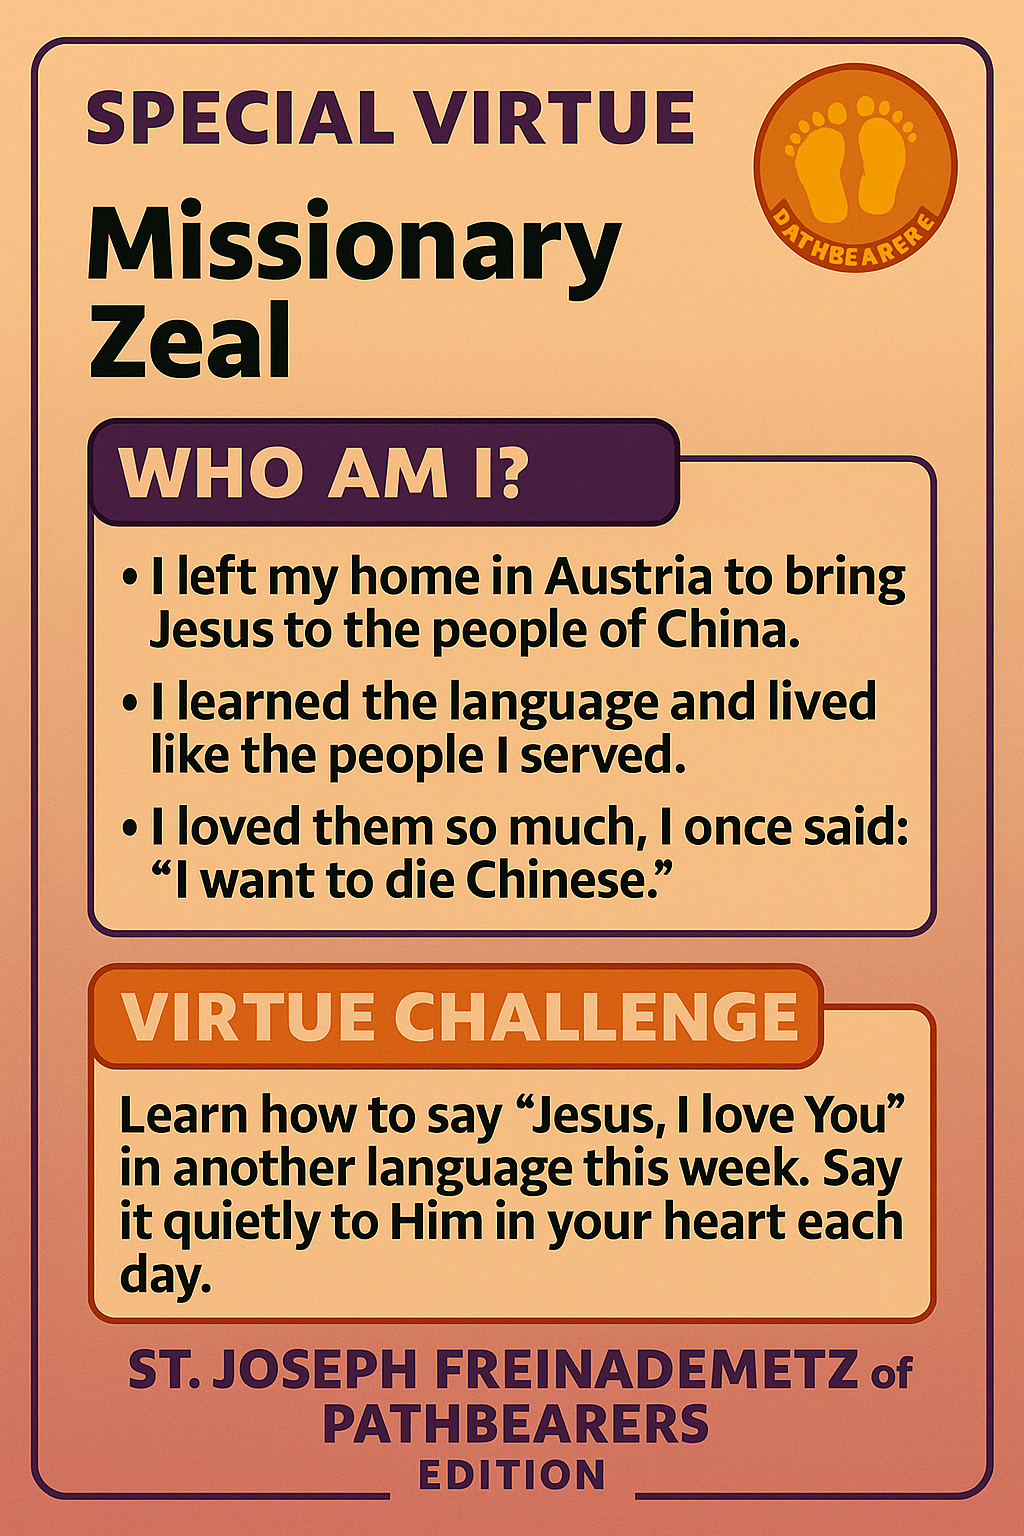 SPECIAL VIRTUE
DATHBEARERE
Missionary
Zeal
WHO AM I?
• I left my home in Austria to bring
Jesus to the people of China.
• I learned the language and lived
like the people I served.
• I loved them so much, I once said:
“I want to die Chinese.”
VIRTUE CHALLENGE
Learn how to say “Jesus, I love You”
in another language this week. Say
it quietly to Him in your heart each
day.
ST. JOSEPH FREINADEMETZ of
PATHBEARERS
EDITION